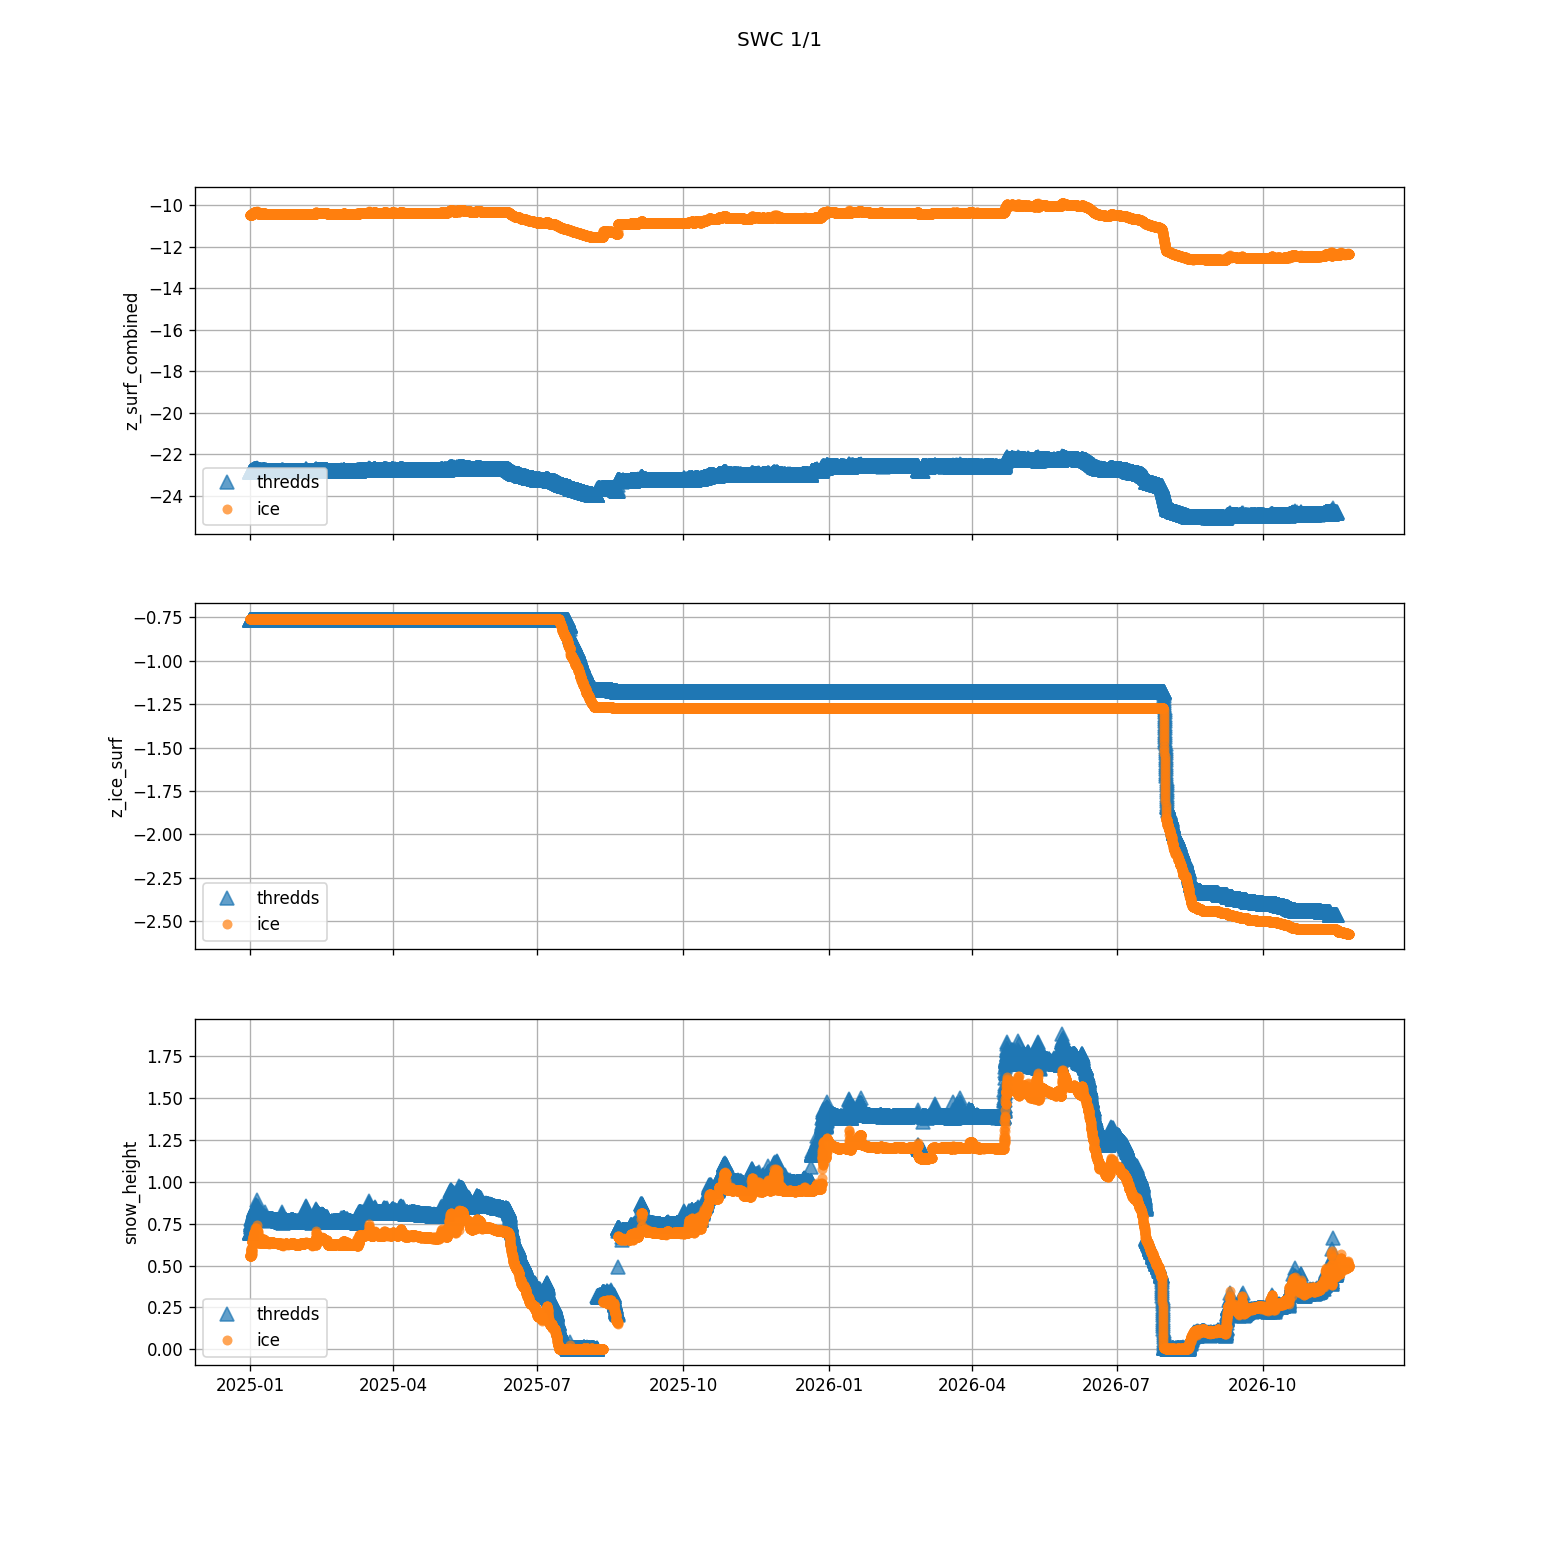 SWC 1/1
z_surf_combined
−10
−12
−14
−16
−18
−20
−22
−24
thredds
ice
z_ice_surf
−0.75
−1.00
−1.25
−1.50
−1.75
−2.00
−2.25
−2.50
thredds
ice
snow_height
1.75
1.50
1.25
1.00
0.75
0.50
0.25
0.00
thredds
ice
2025-01 2025-04 2025-07 2025-10 2026-01 2026-04 2026-07 2026-10